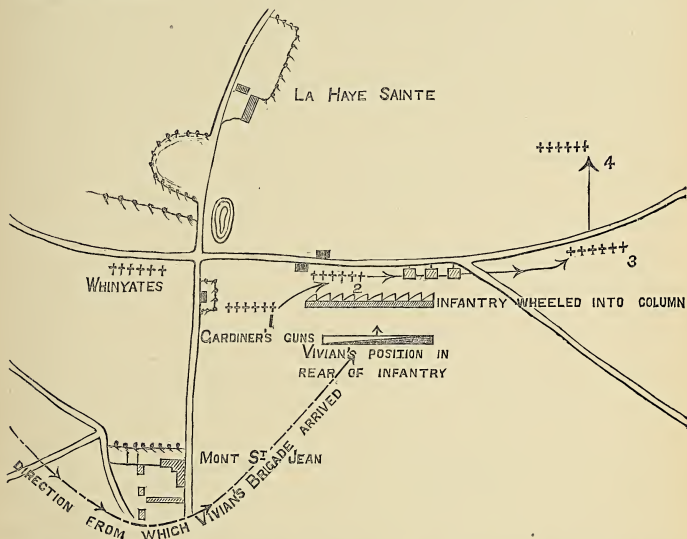 LA HAYE SAINTE
4
3
WHINYATES
2
1
INFANTRY WHEELED INTO COLUMN
GARDINER'S GUNS
VIVIAN'S POSITION IN
REAR OF INFANTRY
MONT ST. JEAN
DIRECTION FROM WHICH VIVIAN'S BRIGADE ARRIVED